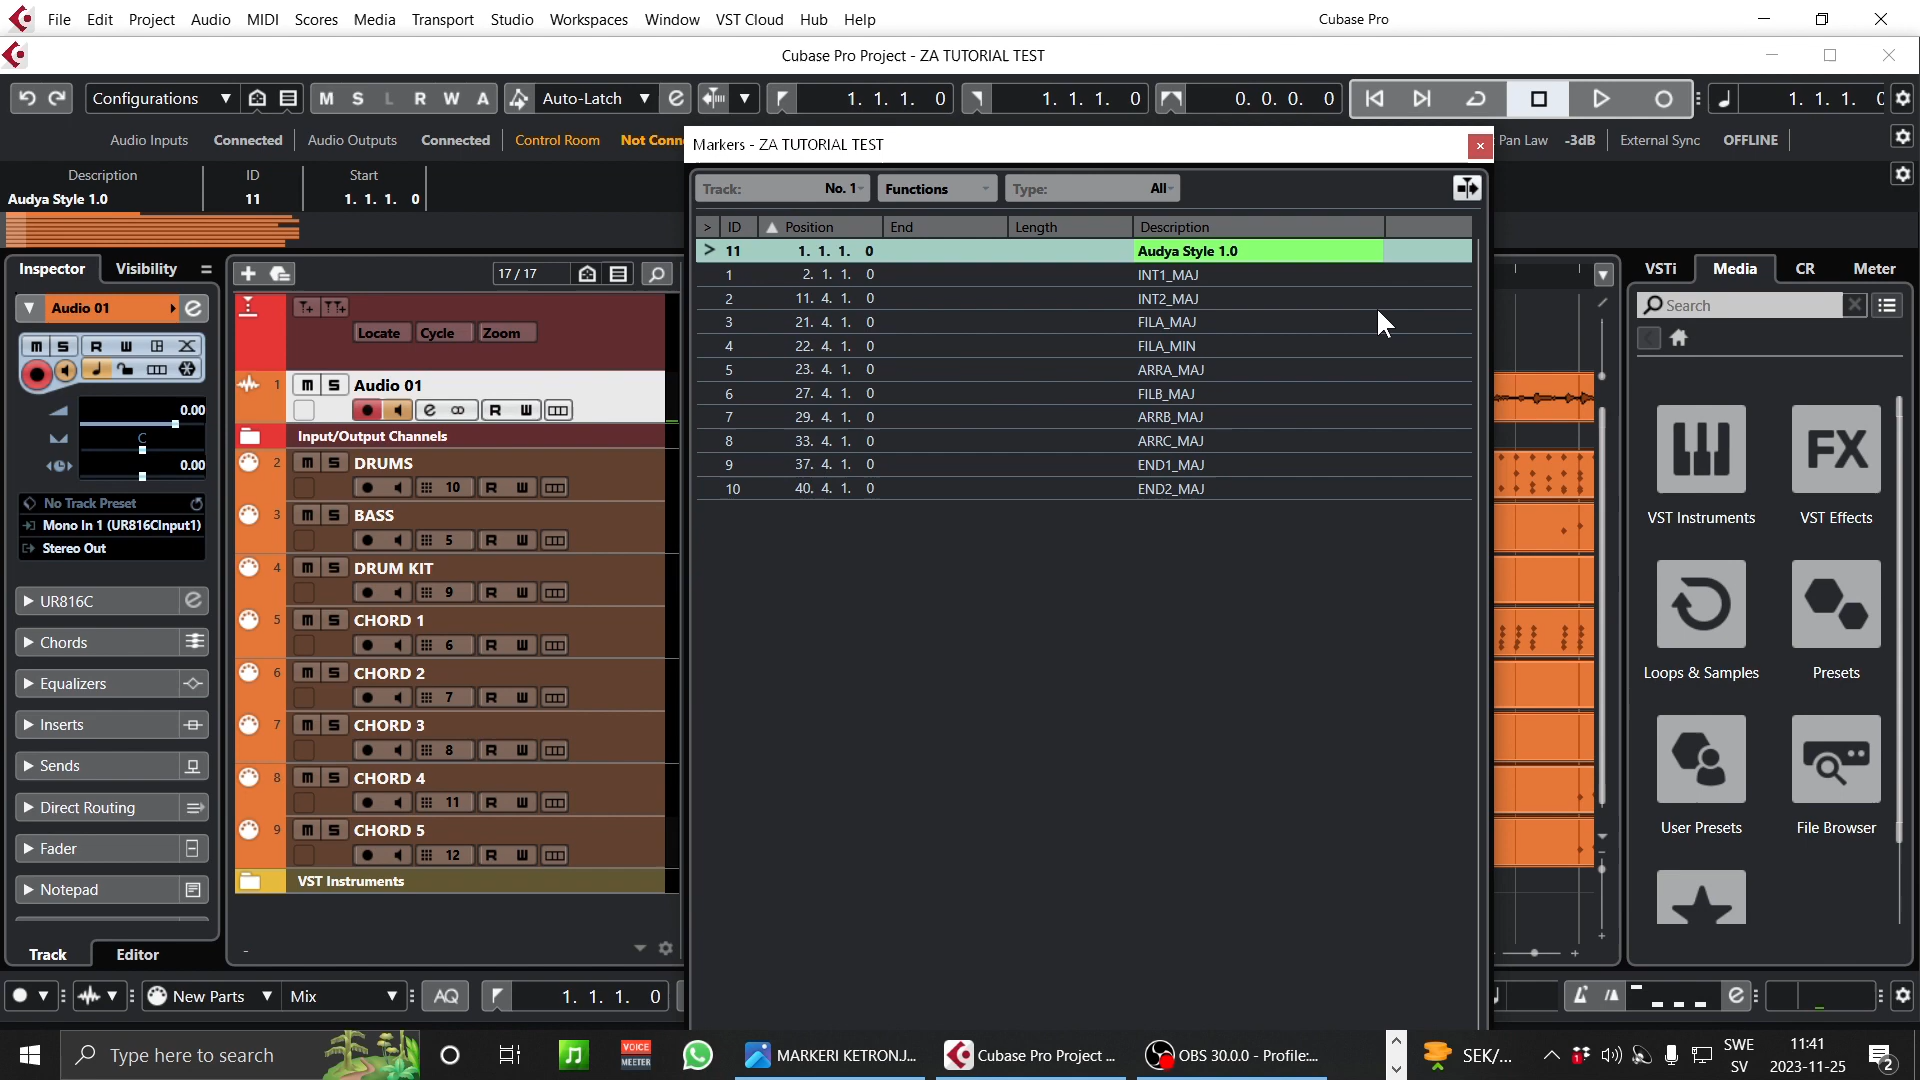 File Edit Project Audio MIDI Scores Media Transport Studio Workspaces Window VST Cloud Hub Help Cubase Pro
Cubase Pro Project - ZA TUTORIAL TEST
Configurations M S L R W A Auto-Latch 1. 1. 1. 0 1. 1. 1. 0 0. 0. 0. 0 1. 1. 1. 0
Audio Inputs Connected Audio Outputs Connected Control Room Not Conn Pan Law -3dB External Sync OFFLINE
Markers - ZA TUTORIAL TEST
Description ID Start
Audya Style 1.0 11 1. 1. 1. 0
Track: No. 1 Functions Type: All
> ID Position End Length Description
> 11 1. 1. 1. 0 Audya Style 1.0
1 2. 1. 1. 0 INT1_MAJ
2 11. 4. 1. 0 INT2_MAJ
3 21. 4. 1. 0 FILA_MAJ
4 22. 4. 1. 0 FILA_MIN
5 23. 4. 1. 0 ARRA_MAJ
6 27. 4. 1. 0 FILB_MAJ
7 29. 4. 1. 0 ARRB_MAJ
8 33. 4. 1. 0 ARRC_MAJ
9 37. 4. 1. 0 END1_MAJ
10 40. 4. 1. 0 END2_MAJ
Inspector Visibility
Audio 01
m S R W
0.00
C
0.00
No Track Preset
Mono In 1 (UR816CInput1)
Stereo Out
UR816C
Chords
Equalizers
Inserts
Sends
Direct Routing
Fader
Notepad
Track Editor
17 / 17
Locate Cycle Zoom
1 m S Audio 01
R W
Input/Output Channels
2 m S DRUMS
10 R W
3 m S BASS
5 R W
4 m S DRUM KIT
9 R W
5 m S CHORD 1
6 R W
6 m S CHORD 2
7 R W
7 m S CHORD 3
8 R W
8 m S CHORD 4
11 R W
9 m S CHORD 5
12 R W
VST Instruments
-
VSTi Media CR Meter
Search
FX
VST Instruments VST Effects
Loops & Samples Presets
User Presets File Browser
New Parts Mix AQ 1. 1. 1. 0
Type here to search VOICE MEETER MARKERI KETRONJ... Cubase Pro Project ... OBS 30.0.0 - Profile:... SEK/... SWE 11:41
SV 2023-11-25 2